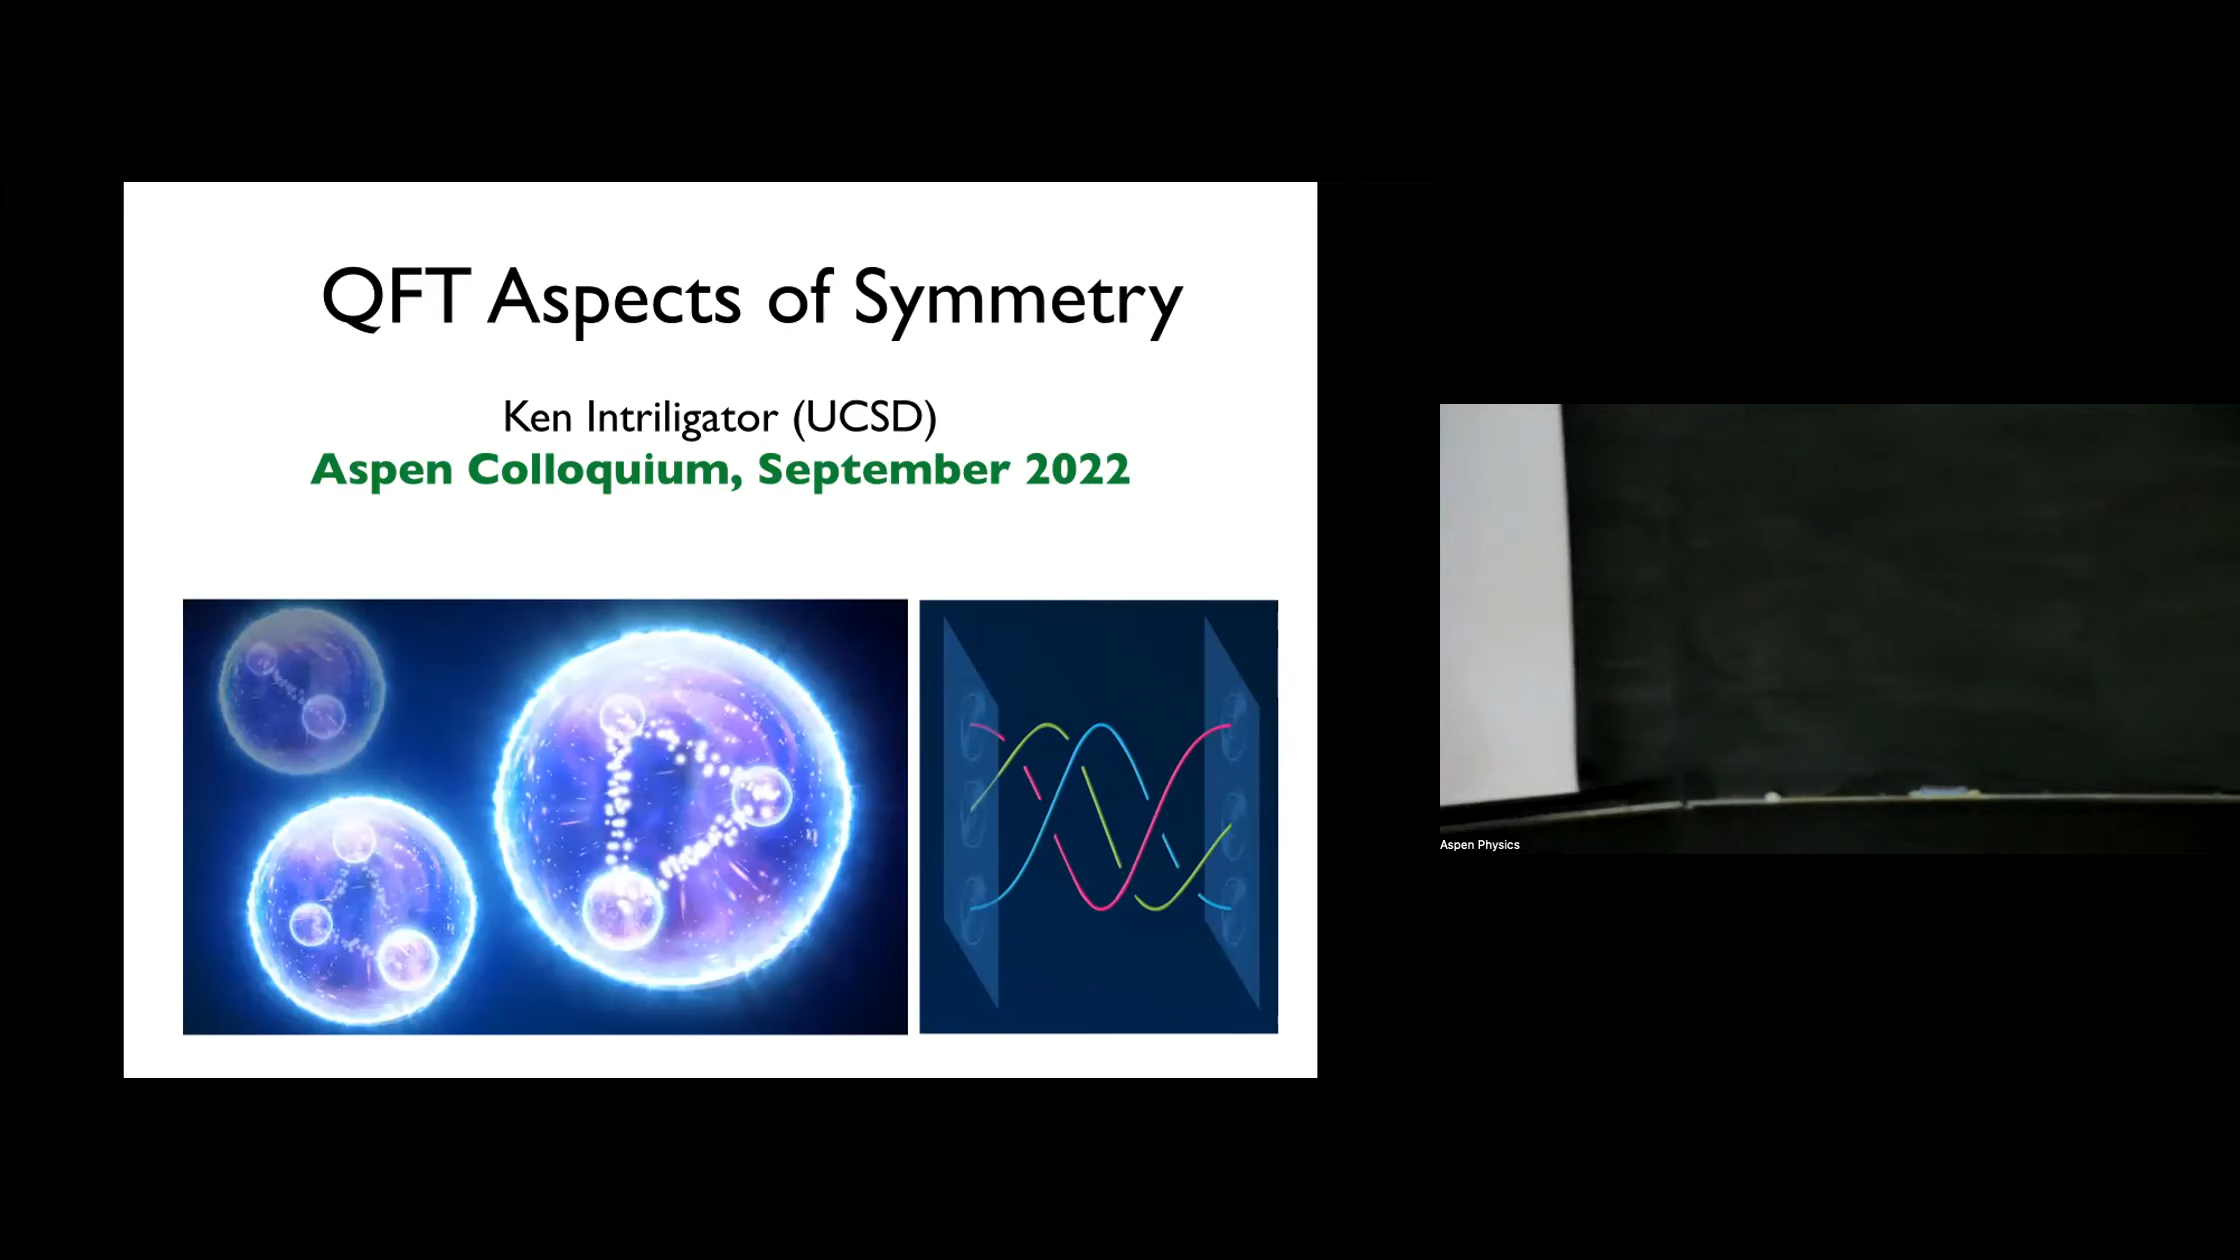 QFT Aspects of Symmetry
Ken Intriligator (UCSD)
Aspen Colloquium, September 2022
Aspen Physics